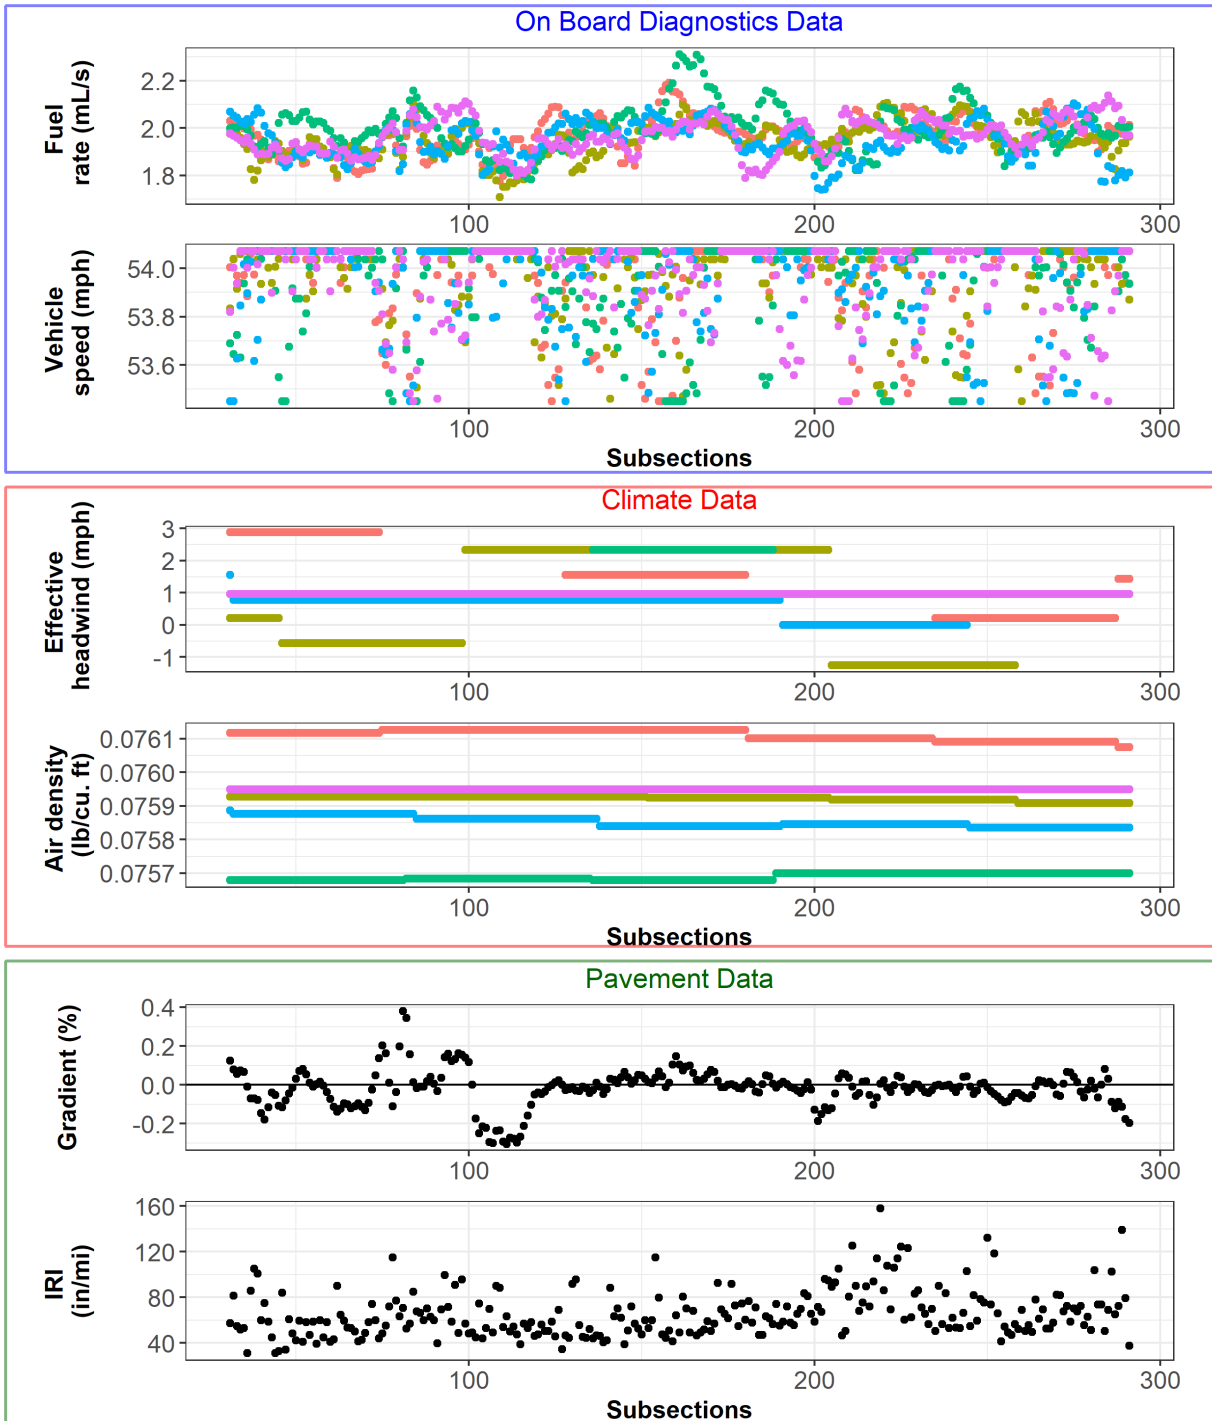 On Board Diagnostics Data
Fuel
rate (mL/s)
2.2
2.0
1.8
100
200
300
Vehicle
speed (mph)
54.0
53.8
53.6
100
200
300
Subsections
Climate Data
Effective
headwind (mph)
3
2
1
0
-1
100
200
300
Air density
(lb/cu. ft)
0.0761
0.0760
0.0759
0.0758
0.0757
100
200
300
Subsections
Pavement Data
Gradient (%)
0.4
0.2
0.0
-0.2
100
200
300
IRI
(in/mi)
160
120
80
40
100
200
300
Subsections